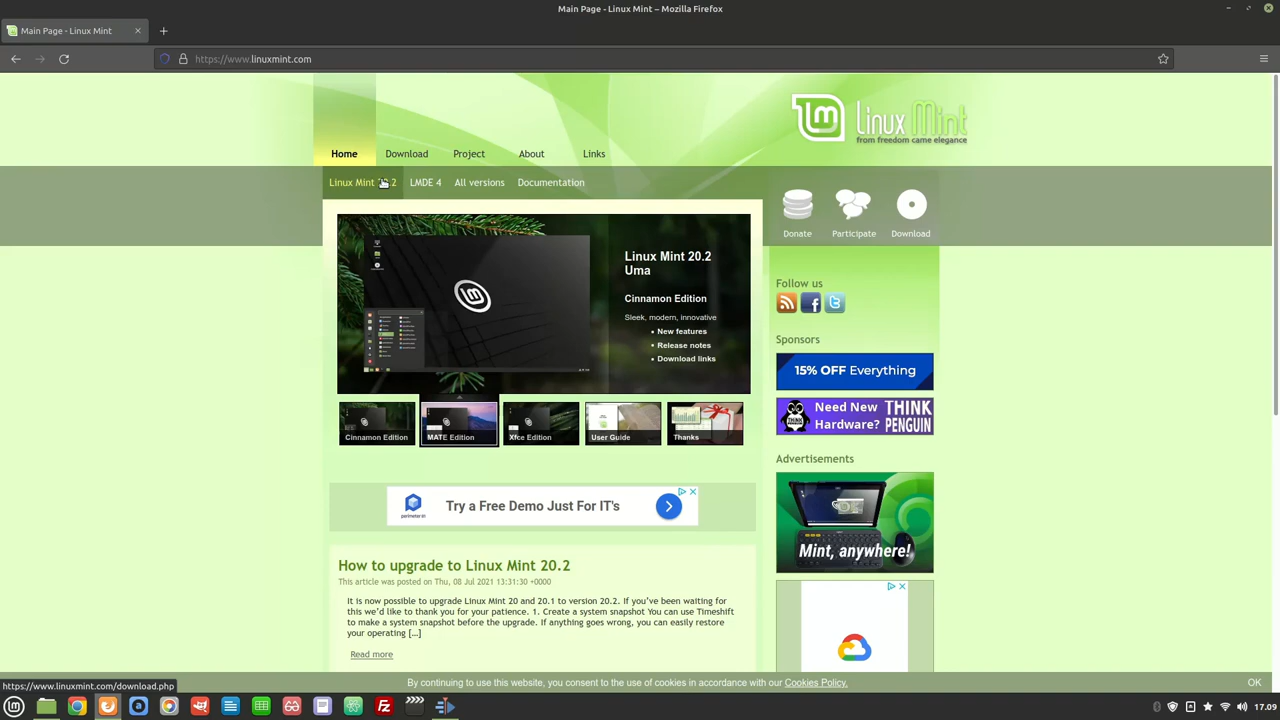 Main Page - Linux Mint – Mozilla Firefox
Main Page - Linux Mint
https://www.linuxmint.com
Linux Mint
from freedom came elegance
Home Download Project About Links
Linux Mint 20.2 LMDE 4 All versions Documentation
Donate Participate Download
Linux Mint 20.2
Uma
Cinnamon Edition
Sleek, modern, innovative
• New features
• Release notes
• Download links
Cinnamon Edition MATE Edition Xfce Edition User Guide Thanks
Follow us
Sponsors
15% OFF Everything
Need New
Hardware?
THINK
PENGUIN
Advertisements
Mint, anywhere!
perimeter81
Try a Free Demo Just For IT's
How to upgrade to Linux Mint 20.2
This article was posted on Thu, 08 Jul 2021 13:31:30 +0000
It is now possible to upgrade Linux Mint 20 and 20.1 to version 20.2. If you've been waiting for
this we'd like to thank you for your patience. 1. Create a system snapshot You can use Timeshift
to make a system snapshot before the upgrade. If anything goes wrong, you can easily restore
your operating […]
Read more
By continuing to use this website, you consent to the use of cookies in accordance with our Cookies Policy.
OK
https://www.linuxmint.com/download.php
17.09